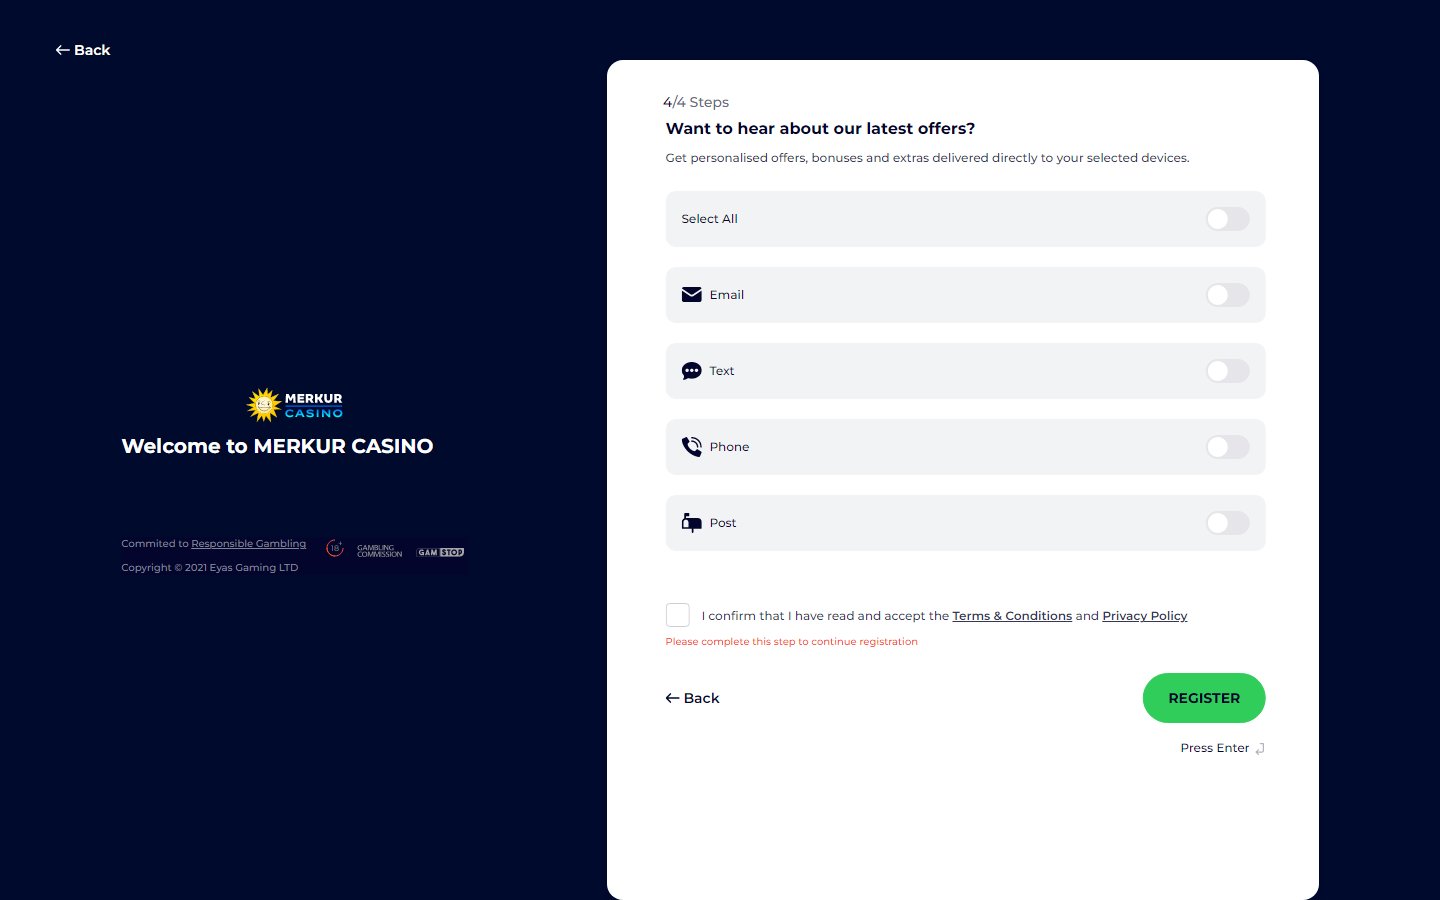 Back
4/4 Steps
Want to hear about our latest offers?
Get personalised offers, bonuses and extras delivered directly to your selected devices.
Select All
Email
Text
Phone
Post
MERKUR
CASINO
Welcome to MERKUR CASINO
Commited to Responsible Gambling
18+
GAMBLING
COMMISSION
GAMSTOP
Copyright © 2021 Eyas Gaming LTD
I confirm that I have read and accept the Terms & Conditions and Privacy Policy
Please complete this step to continue registration
Back
REGISTER
Press Enter